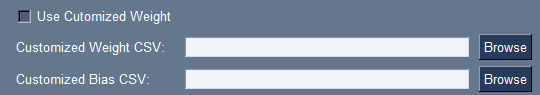 Use Cutomized Weight
Customized Weight CSV: Browse
Customized Bias CSV: Browse